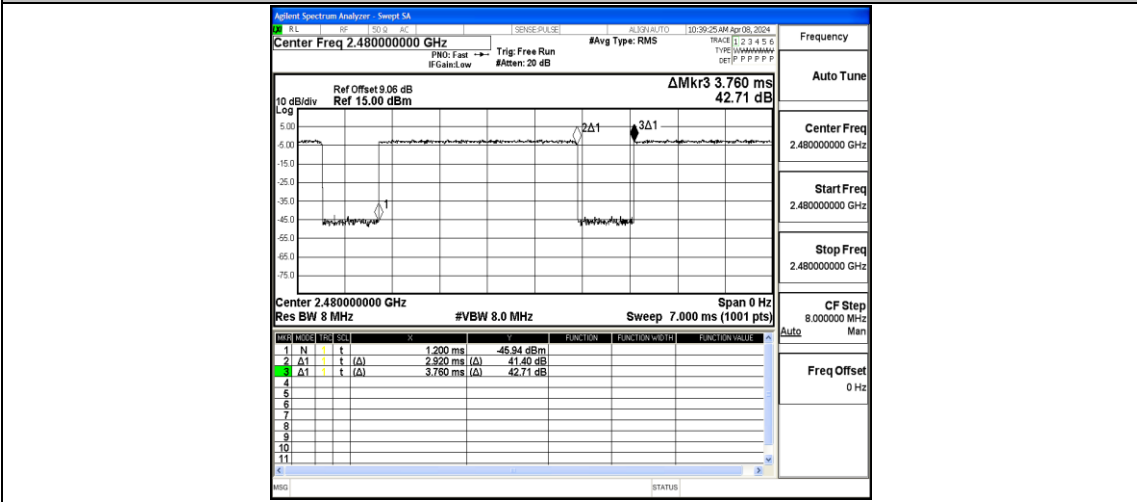 Agilent Spectrum Analyzer - Swept SA
RL RF 50 Ω AC SENSE:PULSE ALIGNAUTO 10:39:25 AM Apr 08, 2024
Center Freq 2.480000000 GHz #Avg Type: RMS TRACE 1 2 3 4 5 6
PNO: Fast Trig: Free Run TYPE
IFGain:Low #Atten: 20 dB DET P P P P P P
Frequency
Auto Tune
Center Freq
2.480000000 GHz
Start Freq
2.480000000 GHz
Stop Freq
2.480000000 GHz
CF Step
8.000000 MHz
Auto Man
Freq Offset
0 Hz
ΔMkr3 3.760 ms
42.71 dB
Ref Offset 9.06 dB
10 dB/div Ref 15.00 dBm
Log
5.00
-5.00
-15.0
-25.0
-35.0
-45.0
-55.0
-65.0
-75.0
2Δ1
3Δ1
1
Center 2.480000000 GHz Span 0 Hz
Res BW 8 MHz #VBW 8.0 MHz Sweep 7.000 ms (1001 pts)
MKR MODE TRC SCL X Y FUNCTION FUNCTION WIDTH FUNCTION VALUE
1 N 1 t 1.200 ms -45.94 dBm
2 Δ1 1 t (Δ) 2.920 ms (Δ) 41.40 dB
3 Δ1 1 t (Δ) 3.760 ms (Δ) 42.71 dB
4
5
6
7
8
9
10
11
MSG STATUS